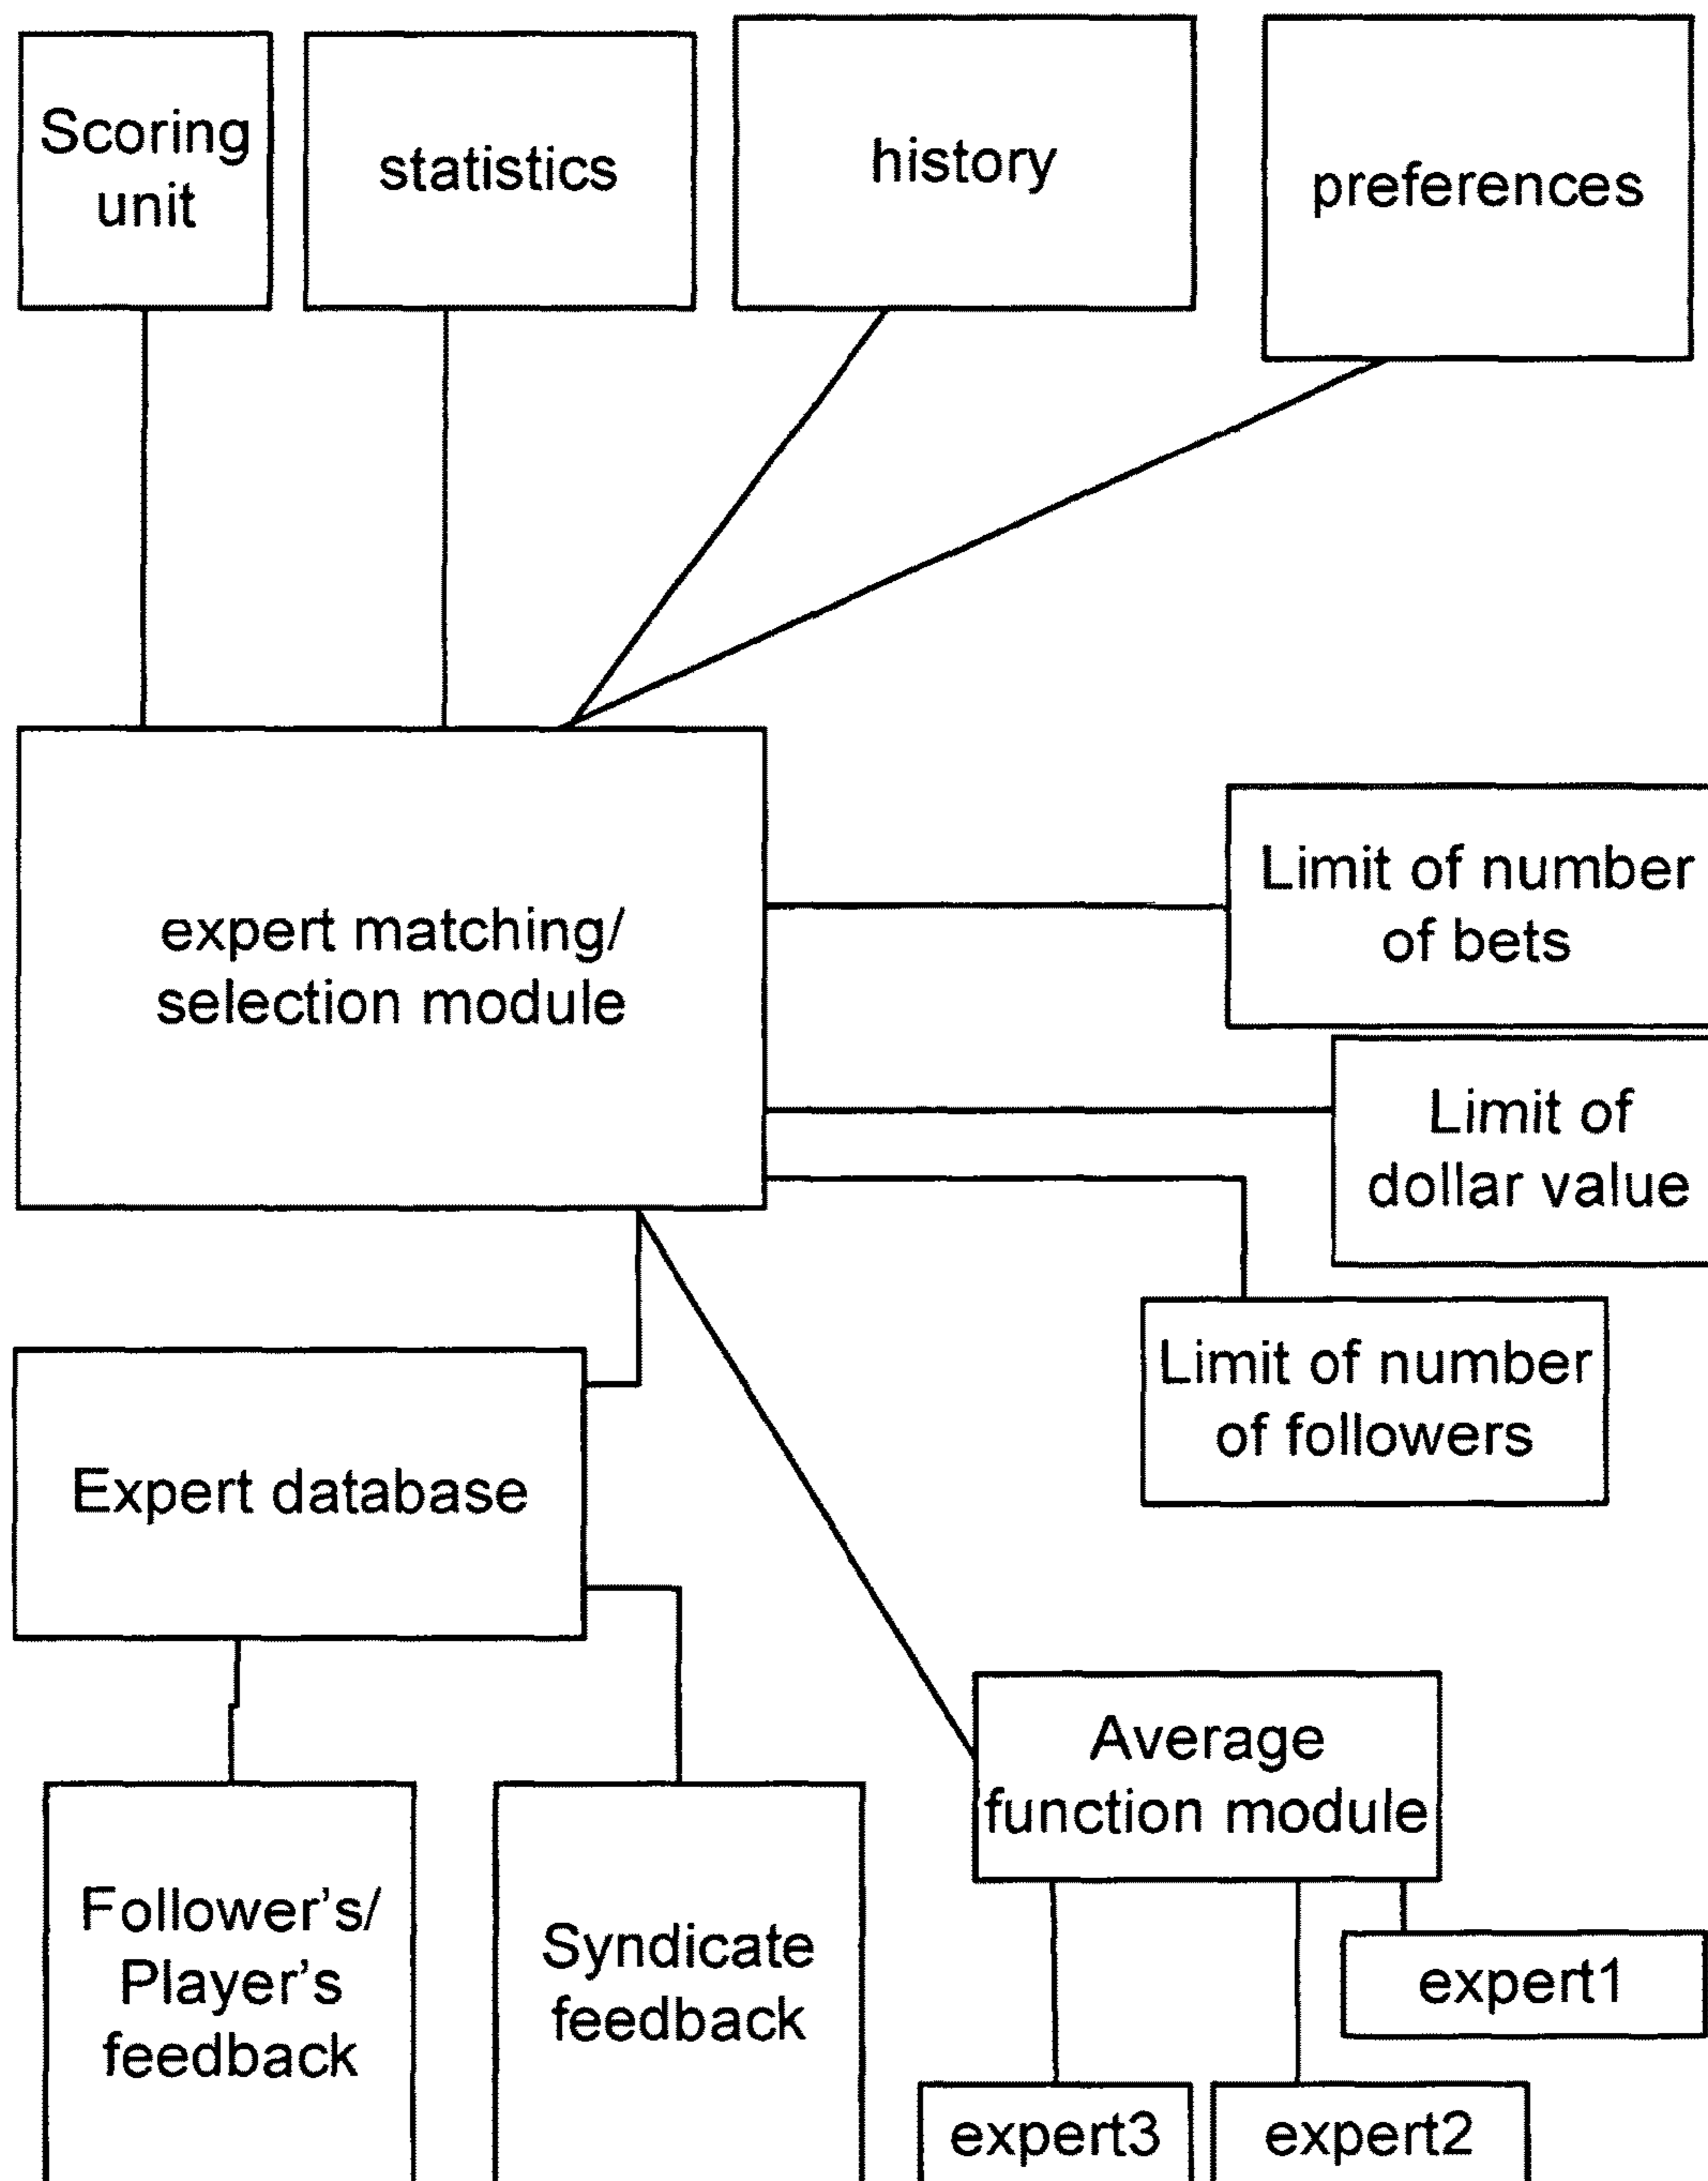 Scoring
unit
statistics
history
preferences
expert matching/
selection module
Limit of number
of bets
Limit of
dollar value
Limit of number
of followers
Expert database
Average
function module
Follower's/
Player's
feedback
Syndicate
feedback
expert1
expert3
expert2